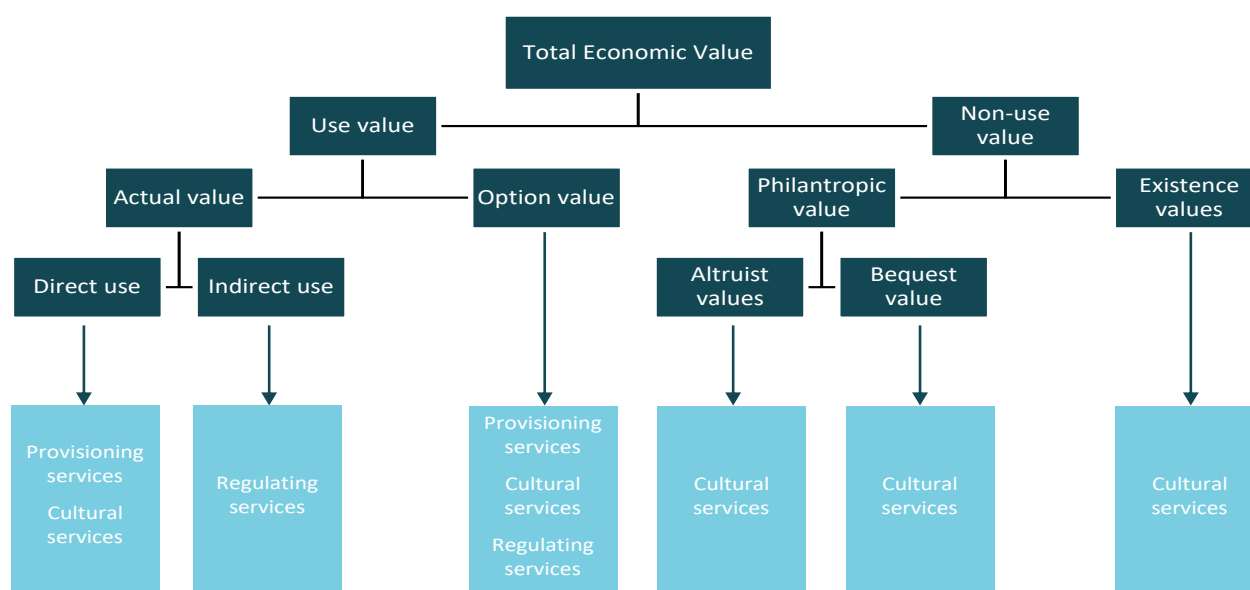 Total Economic Value
Use value
Non-use
value
Actual value
Option value
Philantropic
value
Existence
values
Direct use
Indirect use
Altruist
values
Bequest
value
Provisioning
services
Cultural
services
Regulating
services
Provisioning
services
Cultural
services
Regulating
services
Cultural
services
Cultural
services
Cultural
services